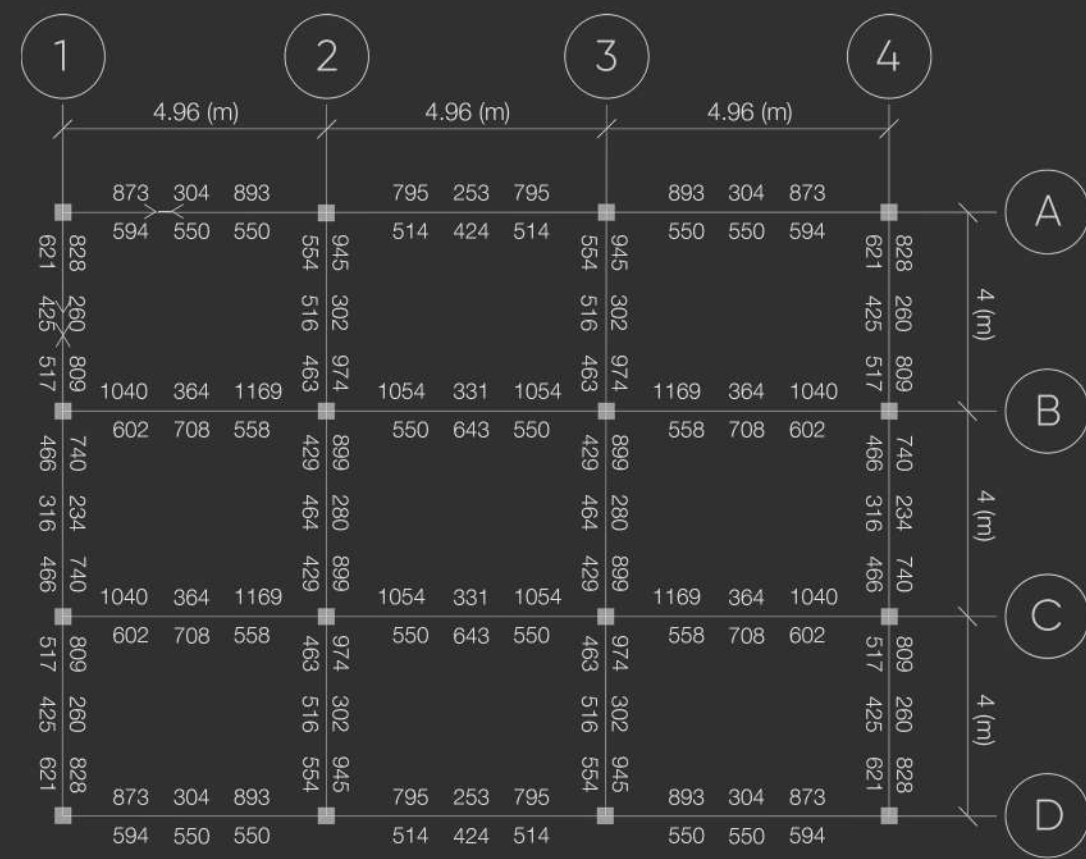 1 2 3 4
4.96 (m) 4.96 (m) 4.96 (m)
873 304 893 795 253 795 893 304 873
A
594 550 550 514 424 514 550 550 594
621 828 554 945 554 945 621 828
425 260 516 302 516 302 425 260
4 (m)
517 809 463 974 463 974 517 809
1040 364 1169 1054 331 1054 1169 364 1040
B
602 708 558 550 643 550 558 708 602
466 740 429 899 429 899 466 740
316 234 464 280 464 280 316 234
4 (m)
466 740 429 899 429 899 466 740
1040 364 1169 1054 331 1054 1169 364 1040
C
602 708 558 550 643 550 558 708 602
517 809 463 974 463 974 517 809
425 260 516 302 516 302 425 260
4 (m)
621 828 554 945 554 945 621 828
873 304 893 795 253 795 893 304 873
D
594 550 550 514 424 514 550 550 594